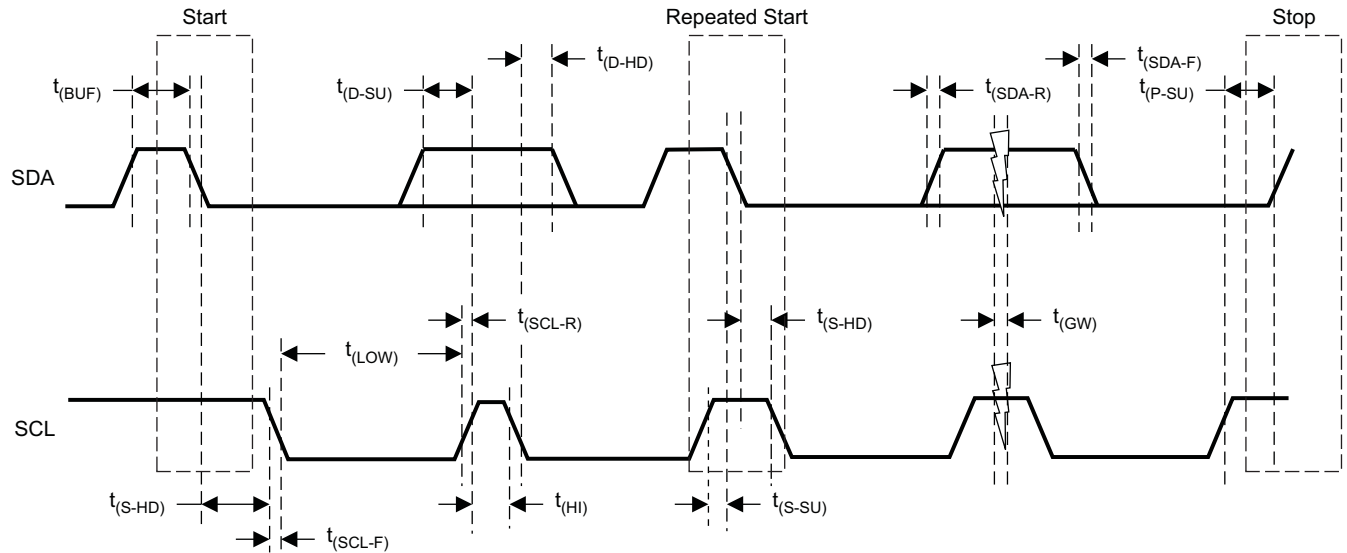 Start
Repeated Start
Stop
t(BUF)
t(D-SU)
t(D-HD)
t(SDA-R)
t(SDA-F)
t(P-SU)
SDA
t(SCL-R)
t(LOW)
t(S-HD)
t(GW)
SCL
t(S-HD)
t(SCL-F)
t(HI)
t(S-SU)